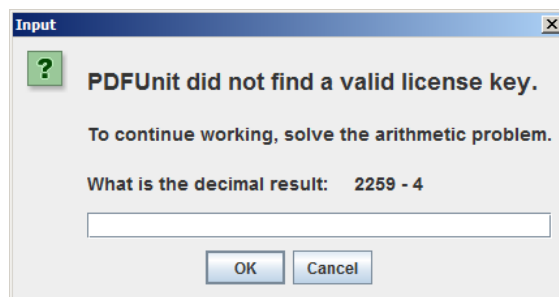 Input
PDFUnit did not find a valid license key.
To continue working, solve the arithmetic problem.
What is the decimal result: 2259 - 4
OK Cancel